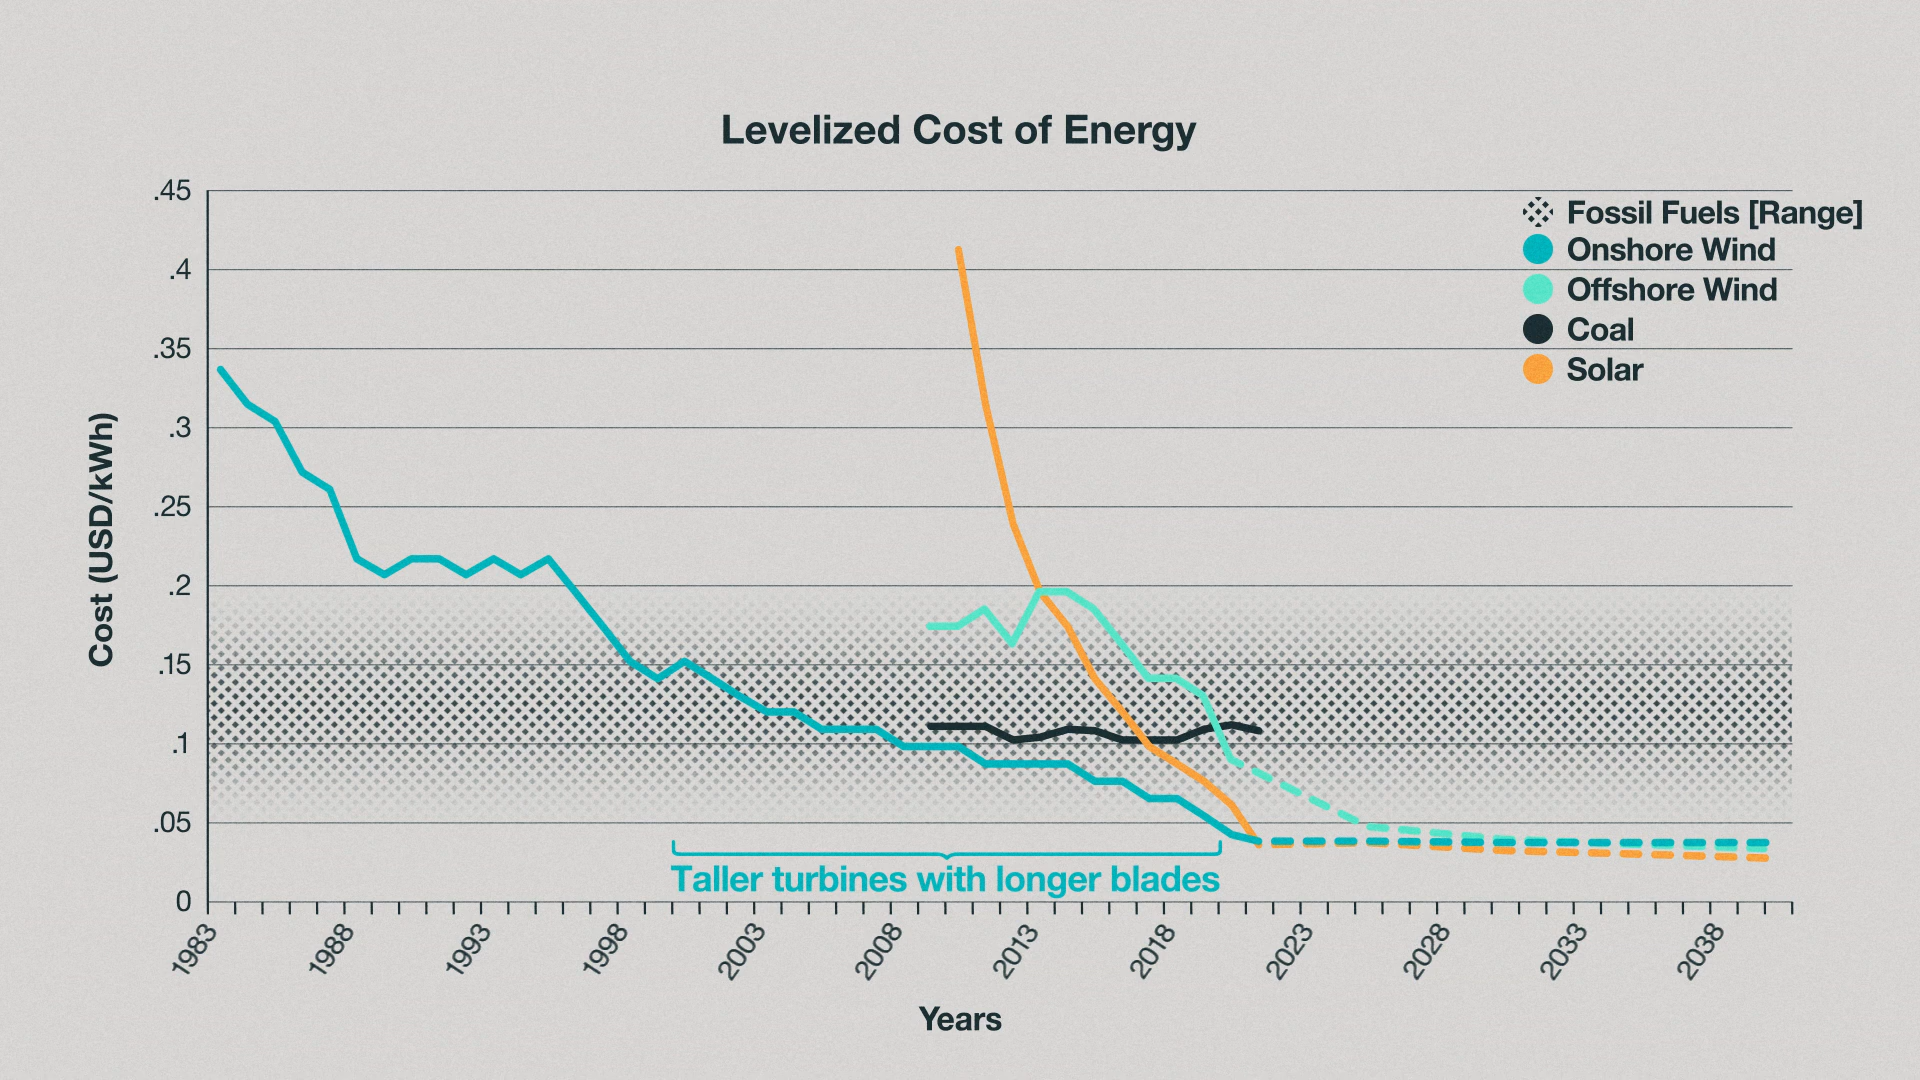 Levelized Cost of Energy
.45
.4
.35
.3
.25
.2
.15
.1
.05
0
Cost (USD/kWh)
Fossil Fuels [Range]
Onshore Wind
Offshore Wind
Coal
Solar
Taller turbines with longer blades
1983
1988
1993
1998
2003
2008
2013
2018
2023
2028
2033
2038
Years